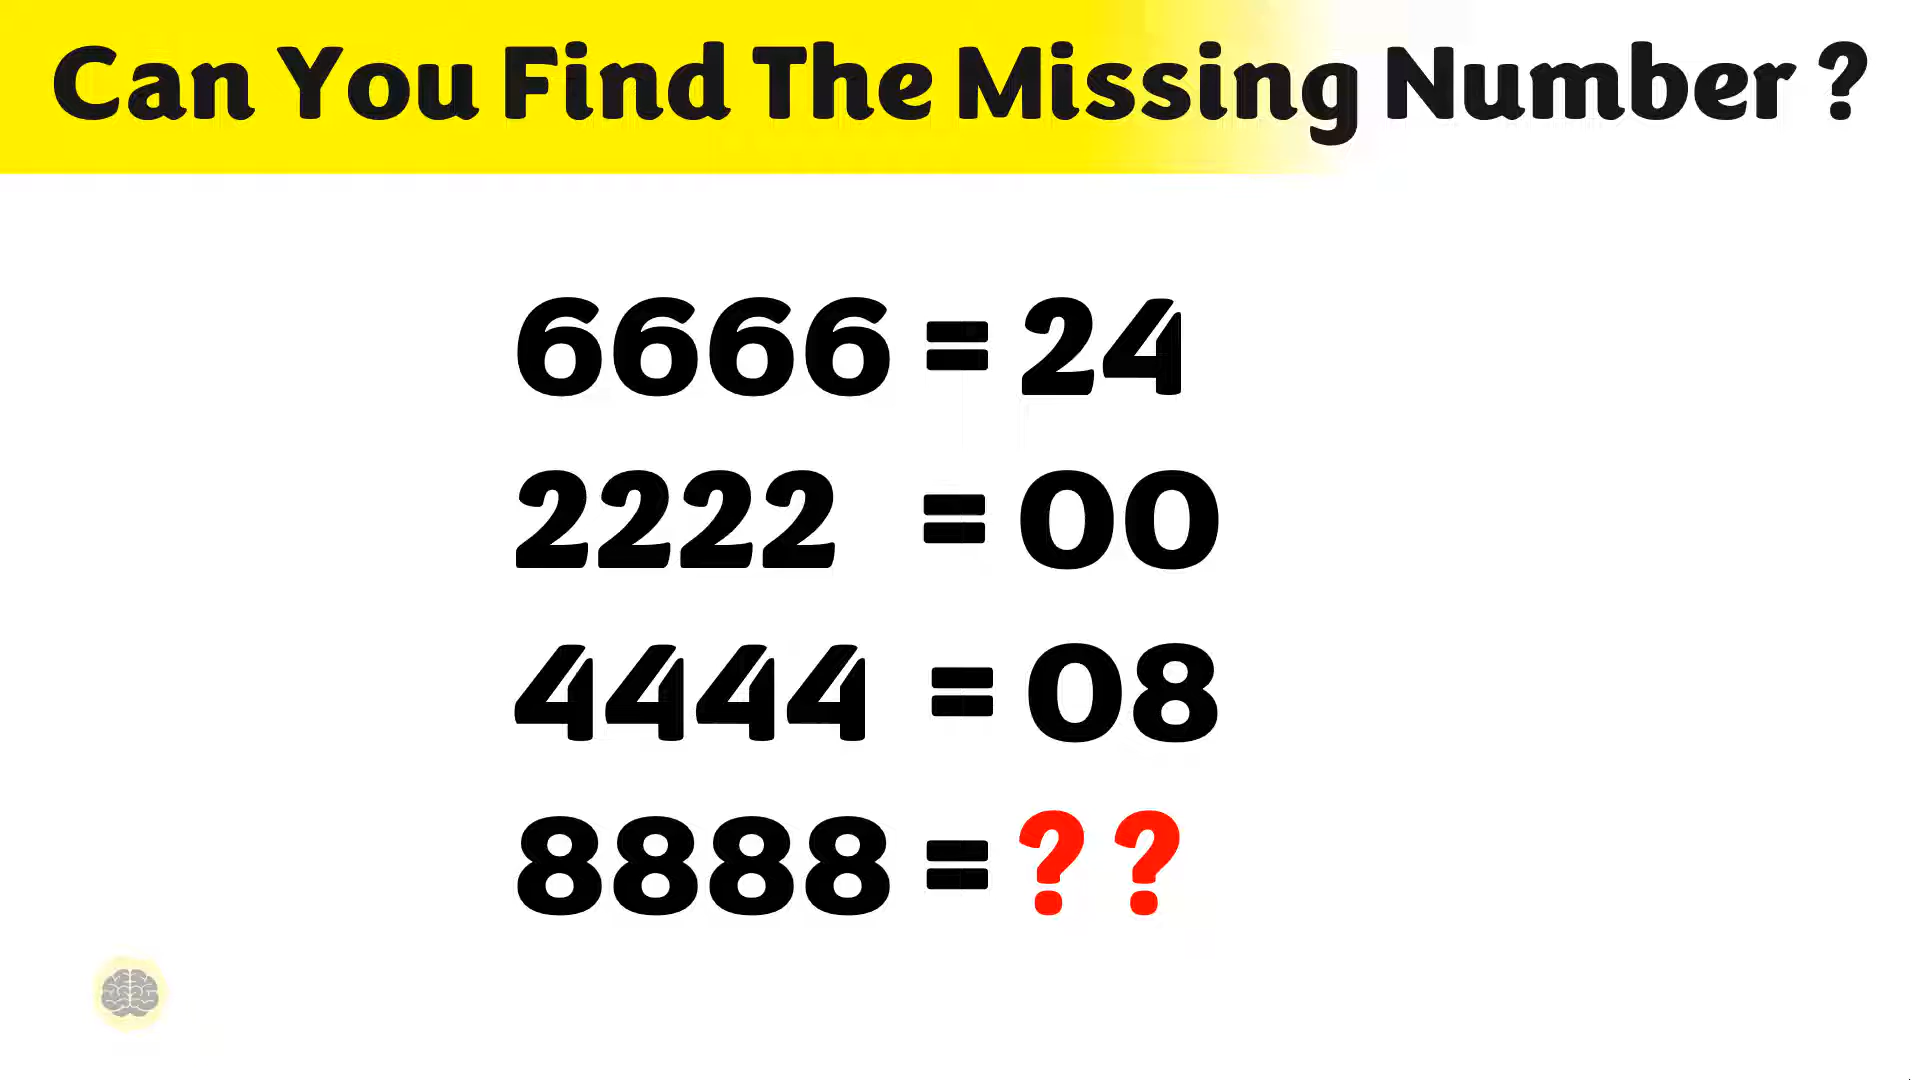 Can You Find The Missing Number ?
6666 = 24
2222 = 00
4444 = 08
8888 = ??